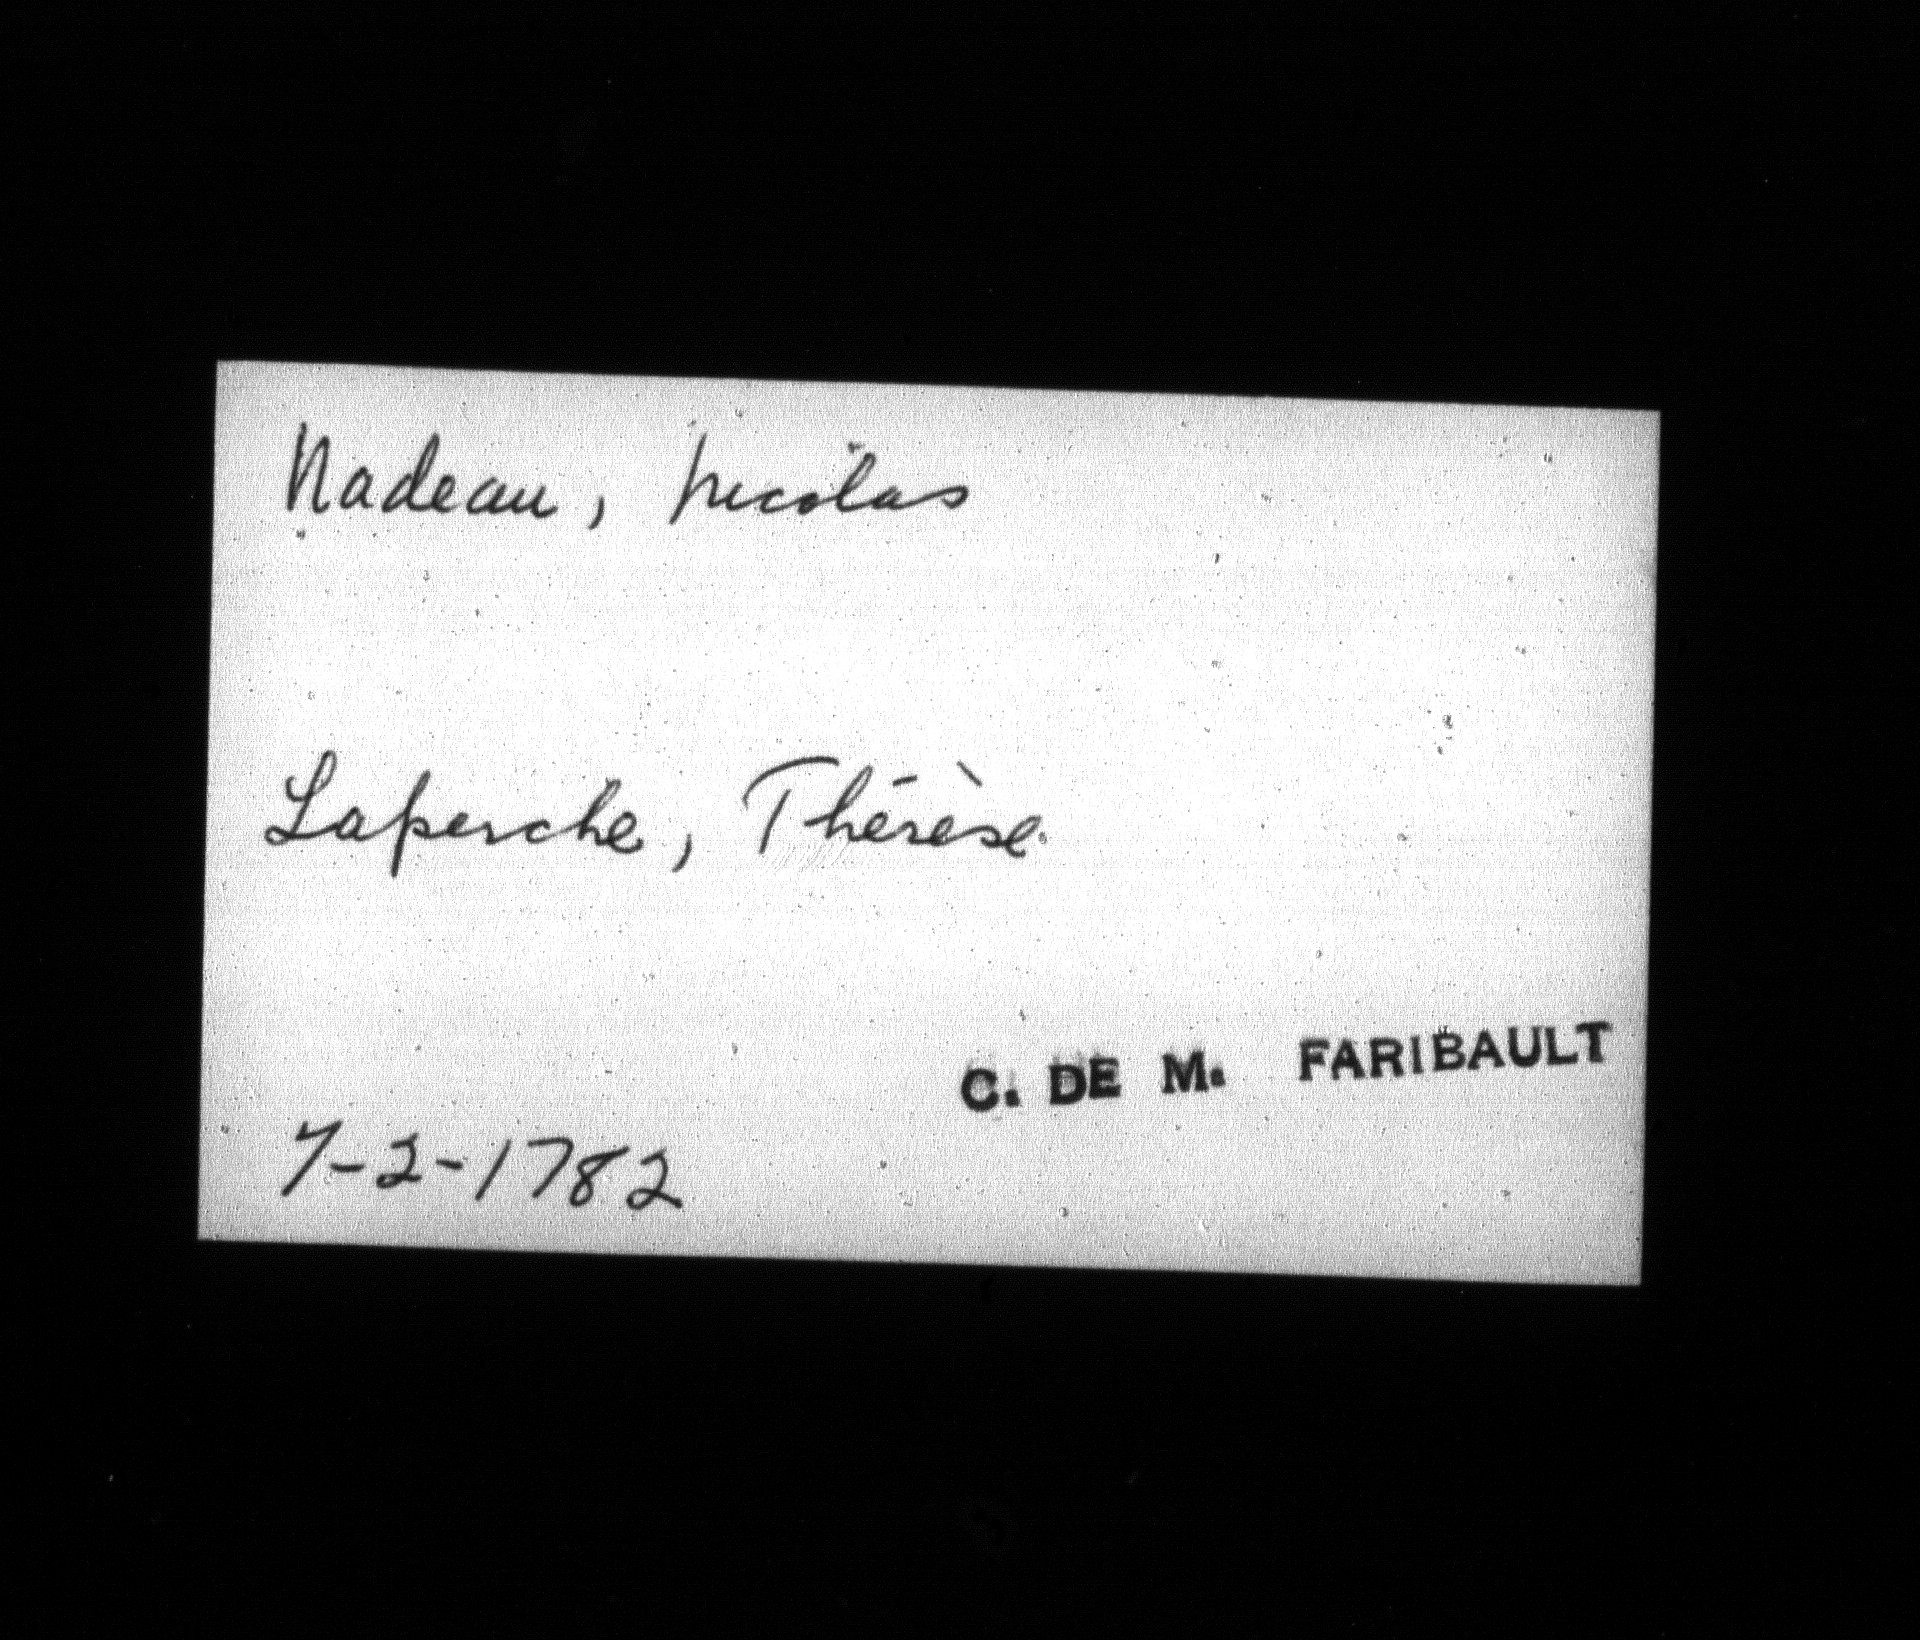 Nadeau, Nicolas
Laperche, Thérèse
C. DE M. FARIBAULT
7-2-1782